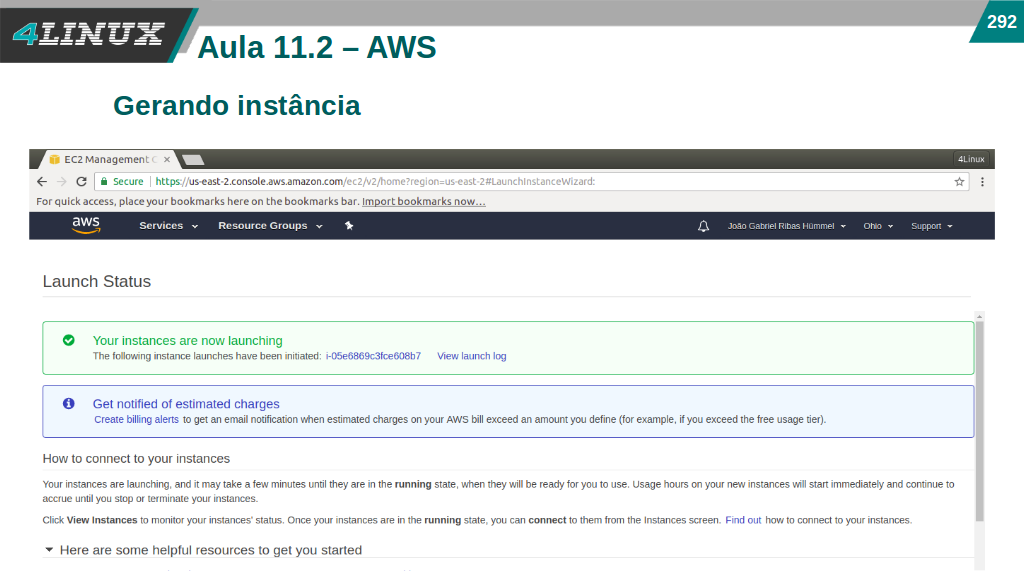 4LINUX
Aula 11.2 – AWS
292
Gerando instância
EC2 Management C
4Linux
Secure https://us-east-2.console.aws.amazon.com/ec2/v2/home?region=us-east-2#LaunchInstanceWizard:
For quick access, place your bookmarks here on the bookmarks bar. Import bookmarks now...
aws Services Resource Groups João Gabriel Ribas Hümmel Ohio Support
Launch Status
Your instances are now launching
The following instance launches have been initiated: i-05e6869c3fce608b7 View launch log
Get notified of estimated charges
Create billing alerts to get an email notification when estimated charges on your AWS bill exceed an amount you define (for example, if you exceed the free usage tier).
How to connect to your instances
Your instances are launching, and it may take a few minutes until they are in the running state, when they will be ready for you to use. Usage hours on your new instances will start immediately and continue to
accrue until you stop or terminate your instances.
Click View Instances to monitor your instances' status. Once your instances are in the running state, you can connect to them from the Instances screen. Find out how to connect to your instances.
Here are some helpful resources to get you started